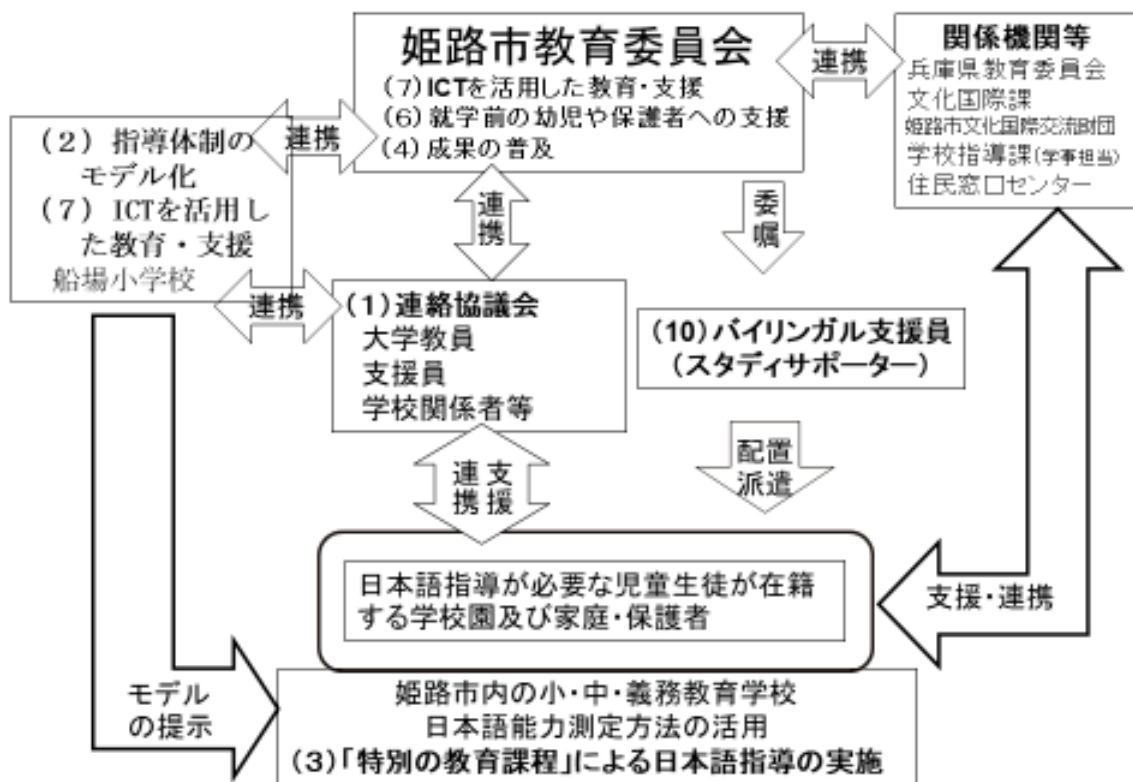 姫路市教育委員会
(7)ICTを活用した教育・支援
(6)就学前の幼児や保護者への支援
(4)成果の普及
連携
関係機関等
兵庫県教育委員会
文化国際課
姫路市文化国際交流財団
学校指導課(学事担当)
住民窓口センター
連携
(2)指導体制の
モデル化
(7)ICTを活用し
た教育・支援
船場小学校
連携
委嘱
連携
(1)連絡協議会
大学教員
支援員
学校関係者等
(10)バイリンガル支援員
(スタディサポーター)
連携
支援
配置
派遣
日本語指導が必要な児童生徒が在籍
する学校園及び家庭・保護者
支援・連携
モデル
の提示
姫路市内の小・中・義務教育学校
日本語能力測定方法の活用
(3)「特別の教育課程」による日本語指導の実施